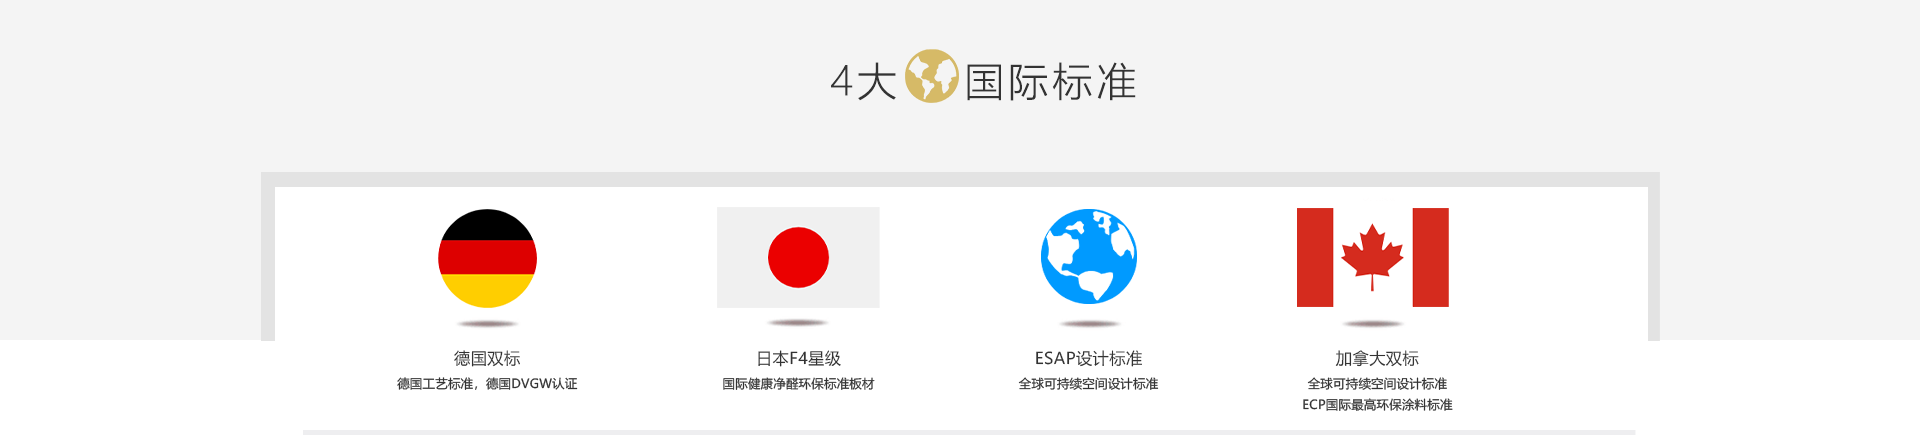 4大国际标准
德国双标
德国工艺标准，德国DVGW认证
日本F4星级
国际健康净醛环保标准板材
ESAP设计标准
全球可持续空间设计标准
加拿大双标
全球可持续空间设计标准
ECP国际最高环保涂料标准